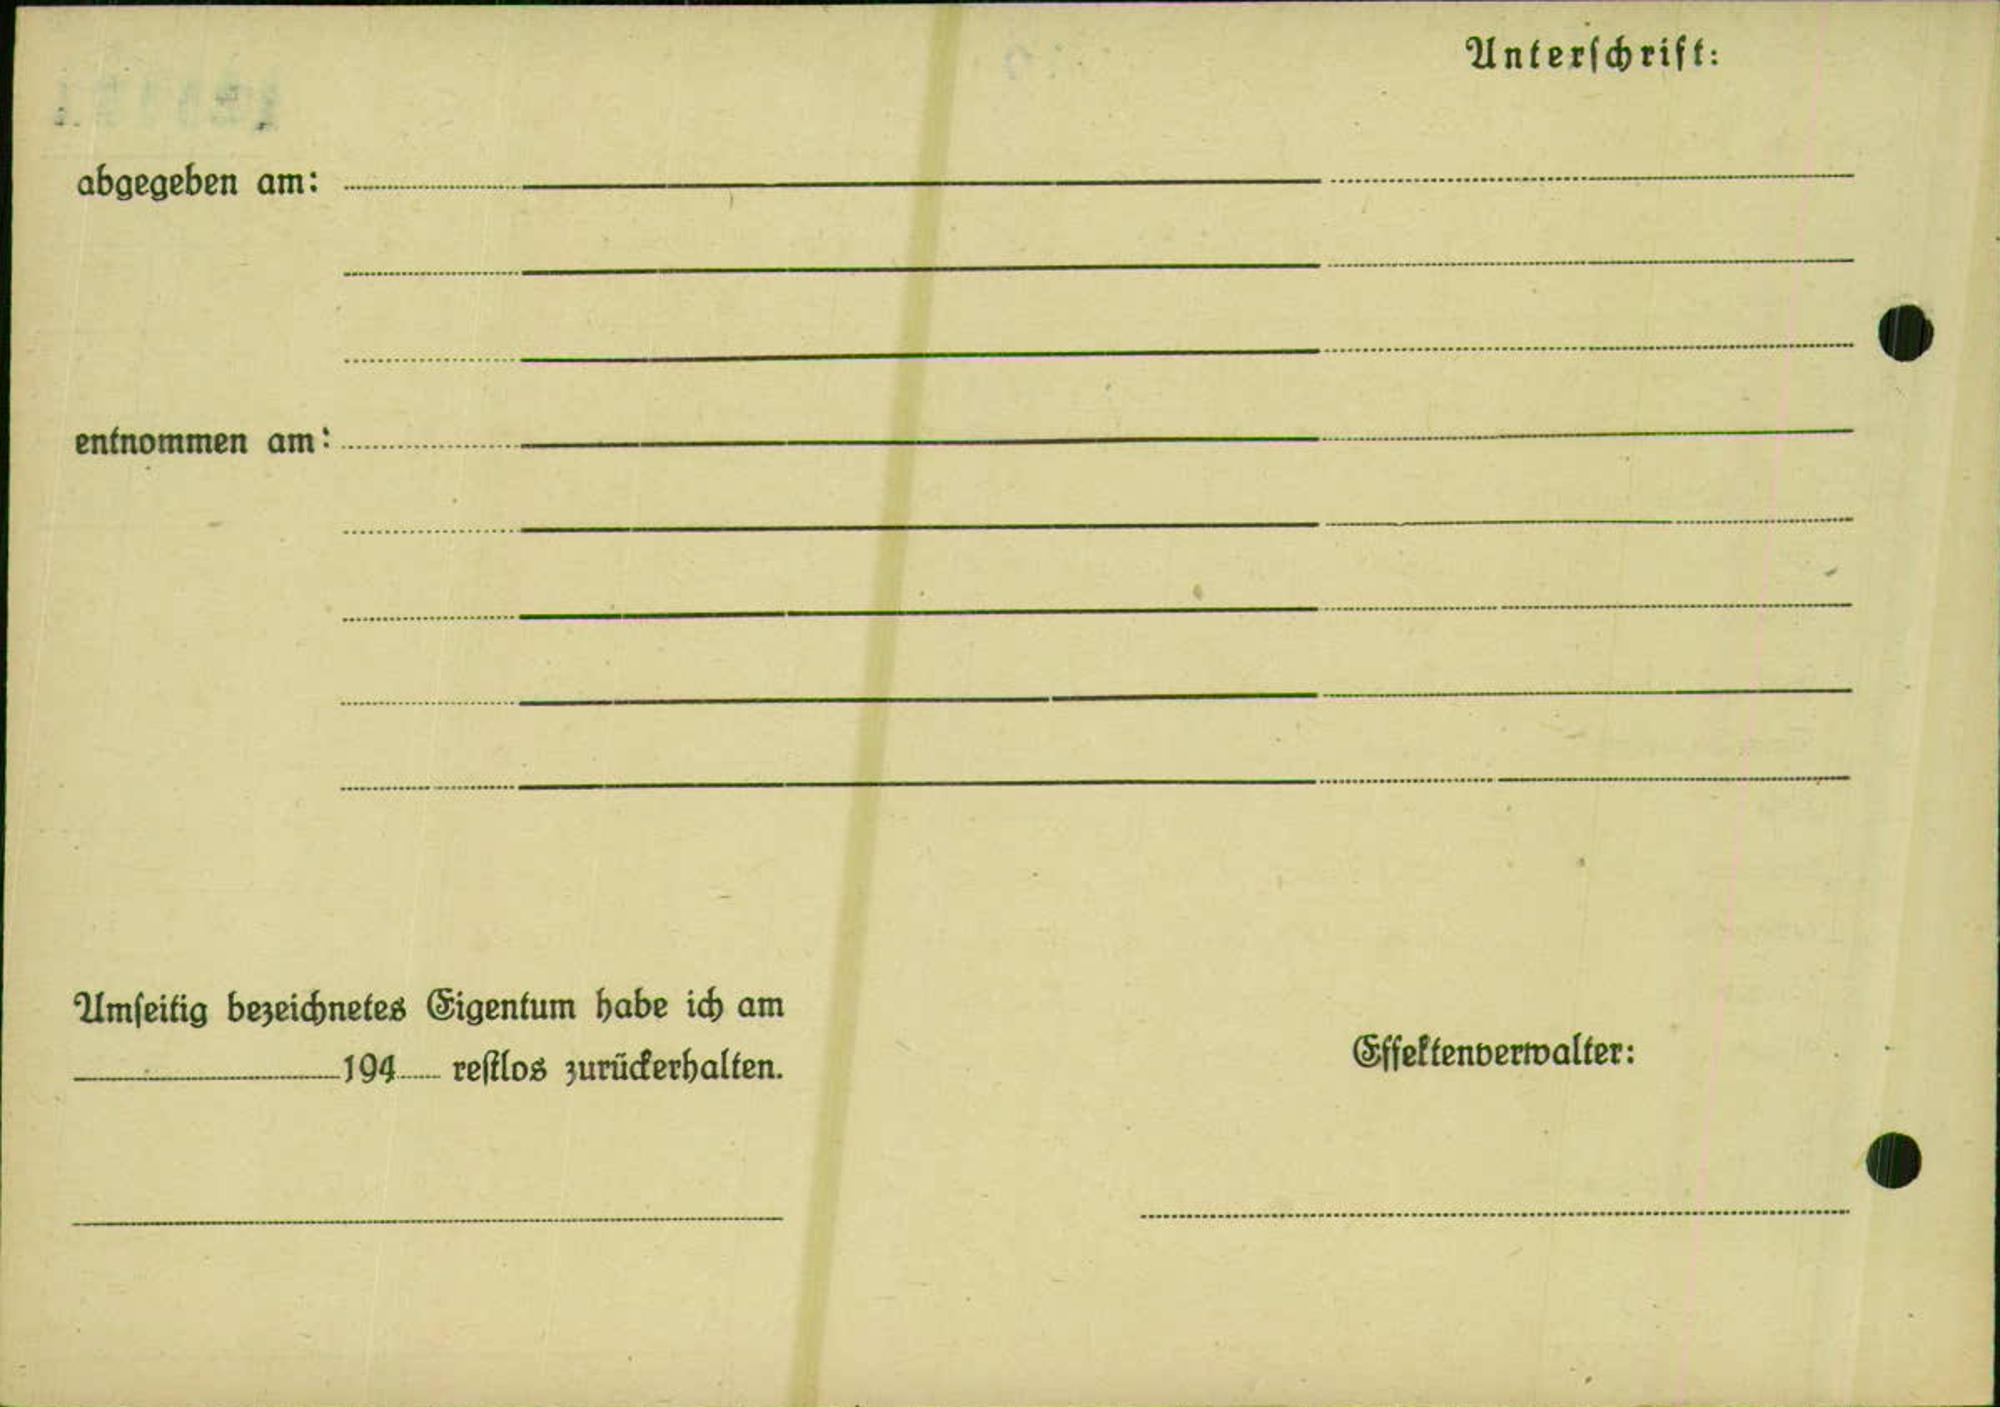 Unterschrift:
abgegeben am:
entnommen am:
Umseitig bezeichnetes Eigentum habe ich am
194 restlos zurückerhalten.
Effektenverwalter: